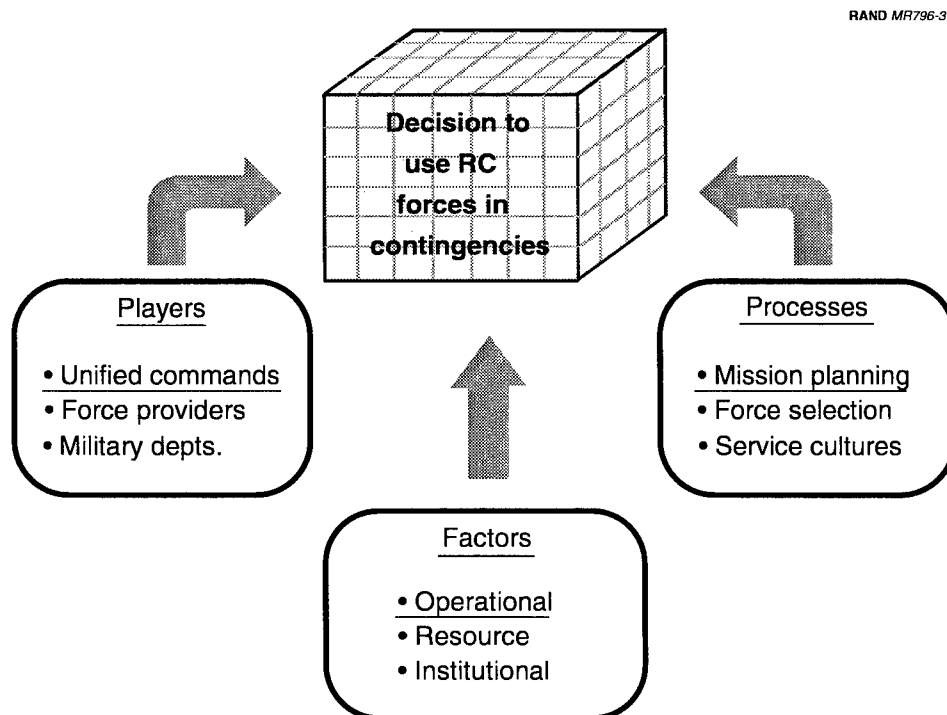 RAND MR796-3
Decision to
use RC
forces in
contingencies
Players
• Unified commands
• Force providers
• Military depts.
Processes
• Mission planning
• Force selection
• Service cultures
Factors
• Operational
• Resource
• Institutional